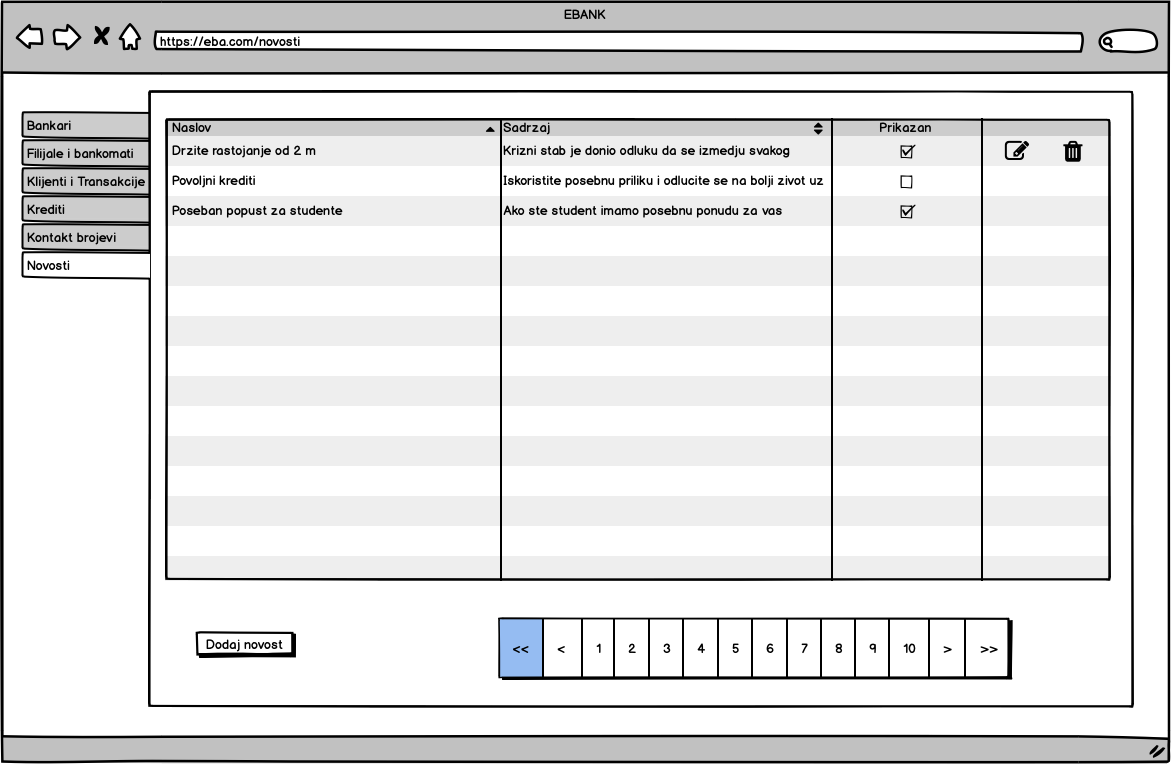 EBANK
https://eba.com/novosti
Bankari
Filijale i bankomati
Klijenti i Transakcije
Krediti
Kontakt brojevi
Novosti
Naslov Sadrzaj Prikazan
Drzite rastojanje od 2 m Krizni stab je donio odluku da se izmedju svakog
Povoljni krediti Iskoristite posebnu priliku i odlucite se na bolji zivot uz
Poseban popust za studente Ako ste student imamo posebnu ponudu za vas
Dodaj novost
<< < 1 2 3 4 5 6 7 8 9 10 > >>